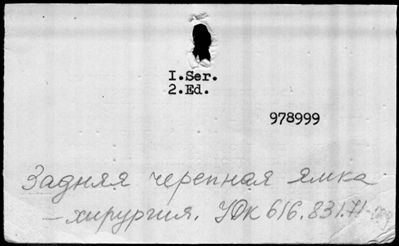 I.Ser.
2.Ed.
978999
Задняя черепная ямка
—хирургия. УДК 616.831.71-